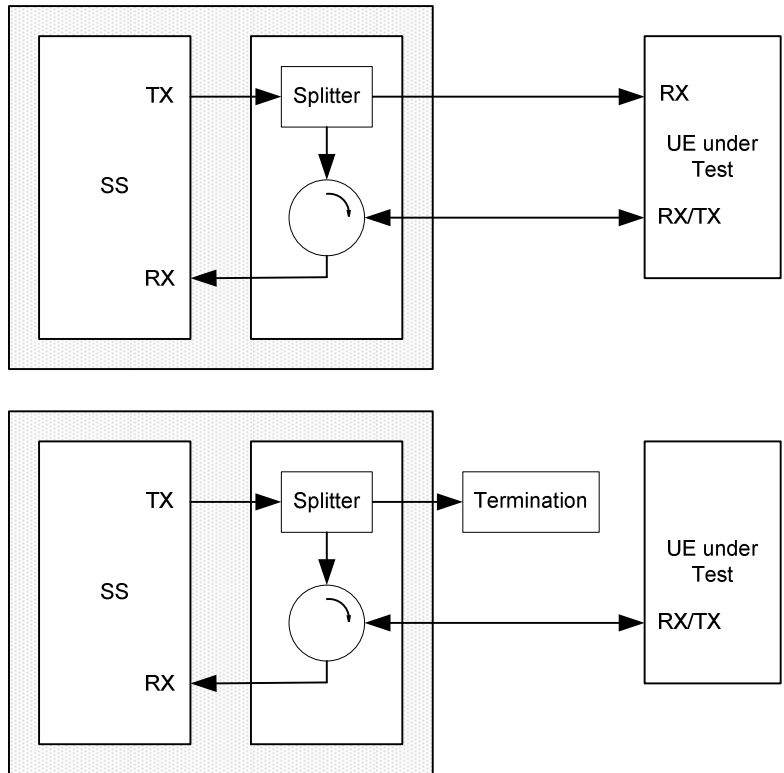 TX
Splitter
RX
SS
UE under
Test
RX/TX
RX
TX
Splitter
Termination
SS
UE under
Test
RX/TX
RX